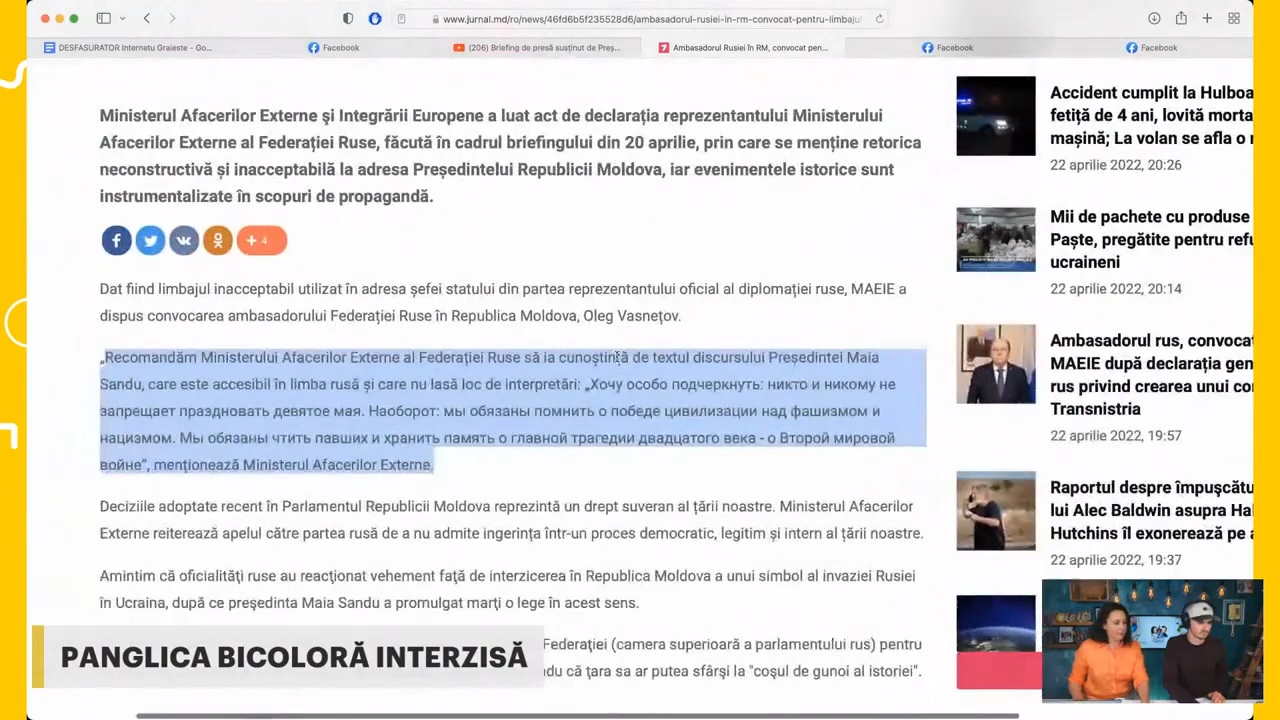 www.jurnal.md/ro/news/46fd6b5f235528d6/ambasadorul-rusiei-in-rm-convocat-pentru-limbaju
DESFASURATOR Internetu Graieste - Go...
Facebook
(206) Briefing de presă susținut de Preș...
Ambasadorul Rusiei în RM, convocat pen...
Facebook
Facebook
Ministerul Afacerilor Externe şi Integrării Europene a luat act de declarația reprezentantului Ministerului
Afacerilor Externe al Federației Ruse, făcută în cadrul briefingului din 20 aprilie, prin care se menține retorica
neconstructivă și inacceptabilă la adresa Președintelui Republicii Moldova, iar evenimentele istorice sunt
instrumentalizate în scopuri de propagandă.
+ 4
Dat fiind limbajul inacceptabil utilizat în adresa șefei statului din partea reprezentantului oficial al diplomației ruse, MAEIE a
dispus convocarea ambasadorului Federației Ruse în Republica Moldova, Oleg Vasnețov.
„Recomandăm Ministerului Afacerilor Externe al Federației Ruse să ia cunoștință de textul discursului Președintei Maia
Sandu, care este accesibil în limba rusă și care nu lasă loc de interpretări: „Хочу особо подчеркнуть: никто и никому не
запрещает праздновать девятое мая. Наоборот: мы обязаны помнить о победе цивилизации над фашизмом и
нацизмом. Мы обязаны чтить павших и хранить память о главной трагедии двадцатого века - о Второй мировой
войне”, menționează Ministerul Afacerilor Externe.
Deciziile adoptate recent în Parlamentul Republicii Moldova reprezintă un drept suveran al țării noastre. Ministerul Afacerilor
Externe reiterează apelul către partea rusă de a nu admite ingerința într-un proces democratic, legitim și intern al țării noastre.
Amintim că oficialităţi ruse au reacţionat vehement faţă de interzicerea în Republica Moldova a unui simbol al invaziei Rusiei
în Ucraina, după ce preşedinta Maia Sandu a promulgat marţi o lege în acest sens.
Federaţiei (camera superioară a parlamentului rus) pentru
ndu că ţara sa ar putea sfârşi la "coşul de gunoi al istoriei".
Accident cumplit la Hulboa
fetiță de 4 ani, lovită morta
mașină; La volan se afla o r
22 aprilie 2022, 20:26
Mii de pachete cu produse
Paște, pregătite pentru refu
ucraineni
22 aprilie 2022, 20:14
Ambasadorul rus, convocat
MAEIE după declarația gen
rus privind crearea unui co
Transnistria
22 aprilie 2022, 19:57
Raportul despre împușcătu
lui Alec Baldwin asupra Hal
Hutchins îl exonerează pe a
22 aprilie 2022, 19:37
PANGLICA BICOLORĂ INTERZISĂ